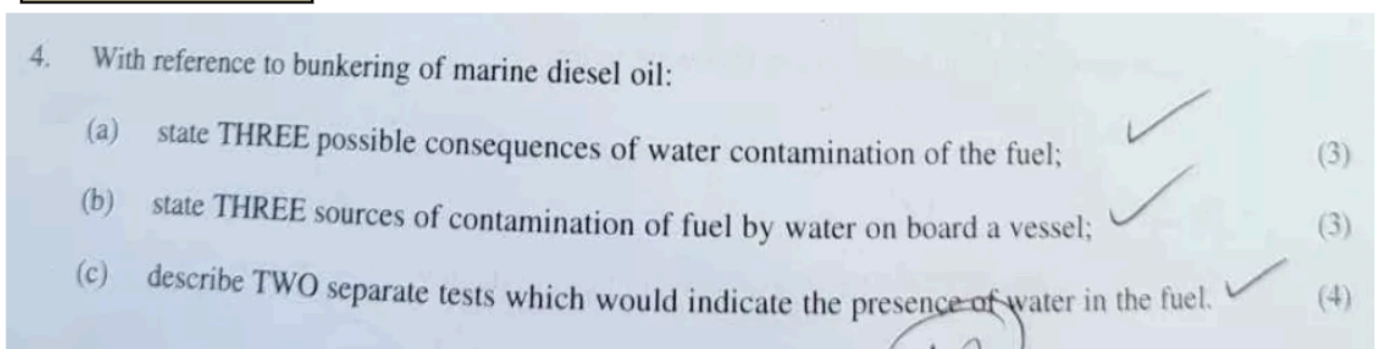 4. With reference to bunkering of marine diesel oil:
(a) state THREE possible consequences of water contamination of the fuel; (3)
(b) state THREE sources of contamination of fuel by water on board a vessel; (3)
(c) describe TWO separate tests which would indicate the presence of water in the fuel. (4)